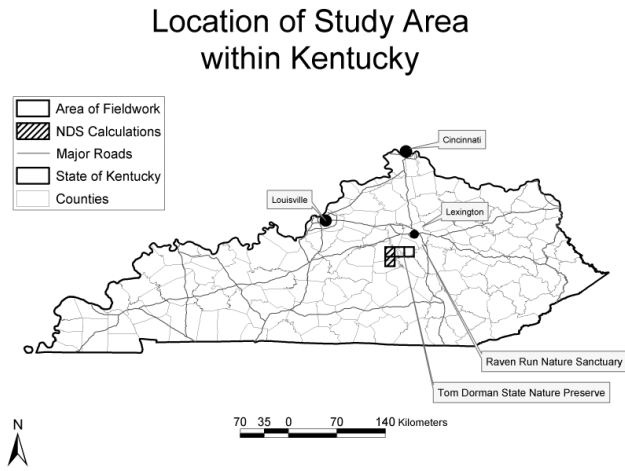 Location of Study Area
within Kentucky
Area of Fieldwork
NDS Calculations
Major Roads
State of Kentucky
Counties
Cincinnati
Louisville
Lexington
Raven Run Nature Sanctuary
Tom Dorman State Nature Preserve
N
70 35 0 70 140 Kilometers